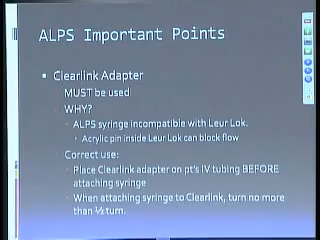 ALPS Important Points
▪ Clearlink Adapter
MUST be used
WHY?
• ALPS syringe incompatible with Leur Lok.
• Acrylic pin inside Leur Lok can block flow
Correct use:
• Place Clearlink adapter on pt's IV tubing BEFORE
attaching syringe
• When attaching syringe to Clearlink, turn no more
than ½ turn.